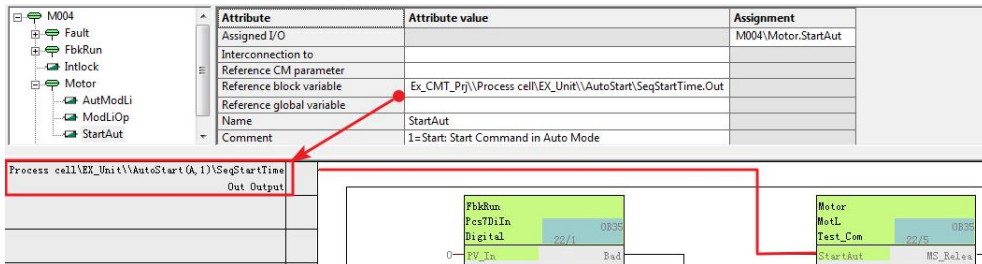 M004
Fault
FbkRun
Intlock
Motor
AutModLi
ModLiOp
StartAut
Attribute Attribute value Assignment
Assigned I/O M004\Motor.StartAut
Interconnection to
Reference CM parameter
Reference block variable Ex_CMT_Prj\\Process cell\EX_Unit\\AutoStart\SeqStartTime.Out
Reference global variable
Name StartAut
Comment 1=Start: Start Command in Auto Mode
Process cell\EX_Unit\\AutoStart(A,1)\SeqStartTime
Out Output
FbkRun
Pcs7DiIn
Digital
OB35
22/1
0 PV_In Bad
Motor
MotL
Test_Com
OB35
22/5
StartAut MS_Relea